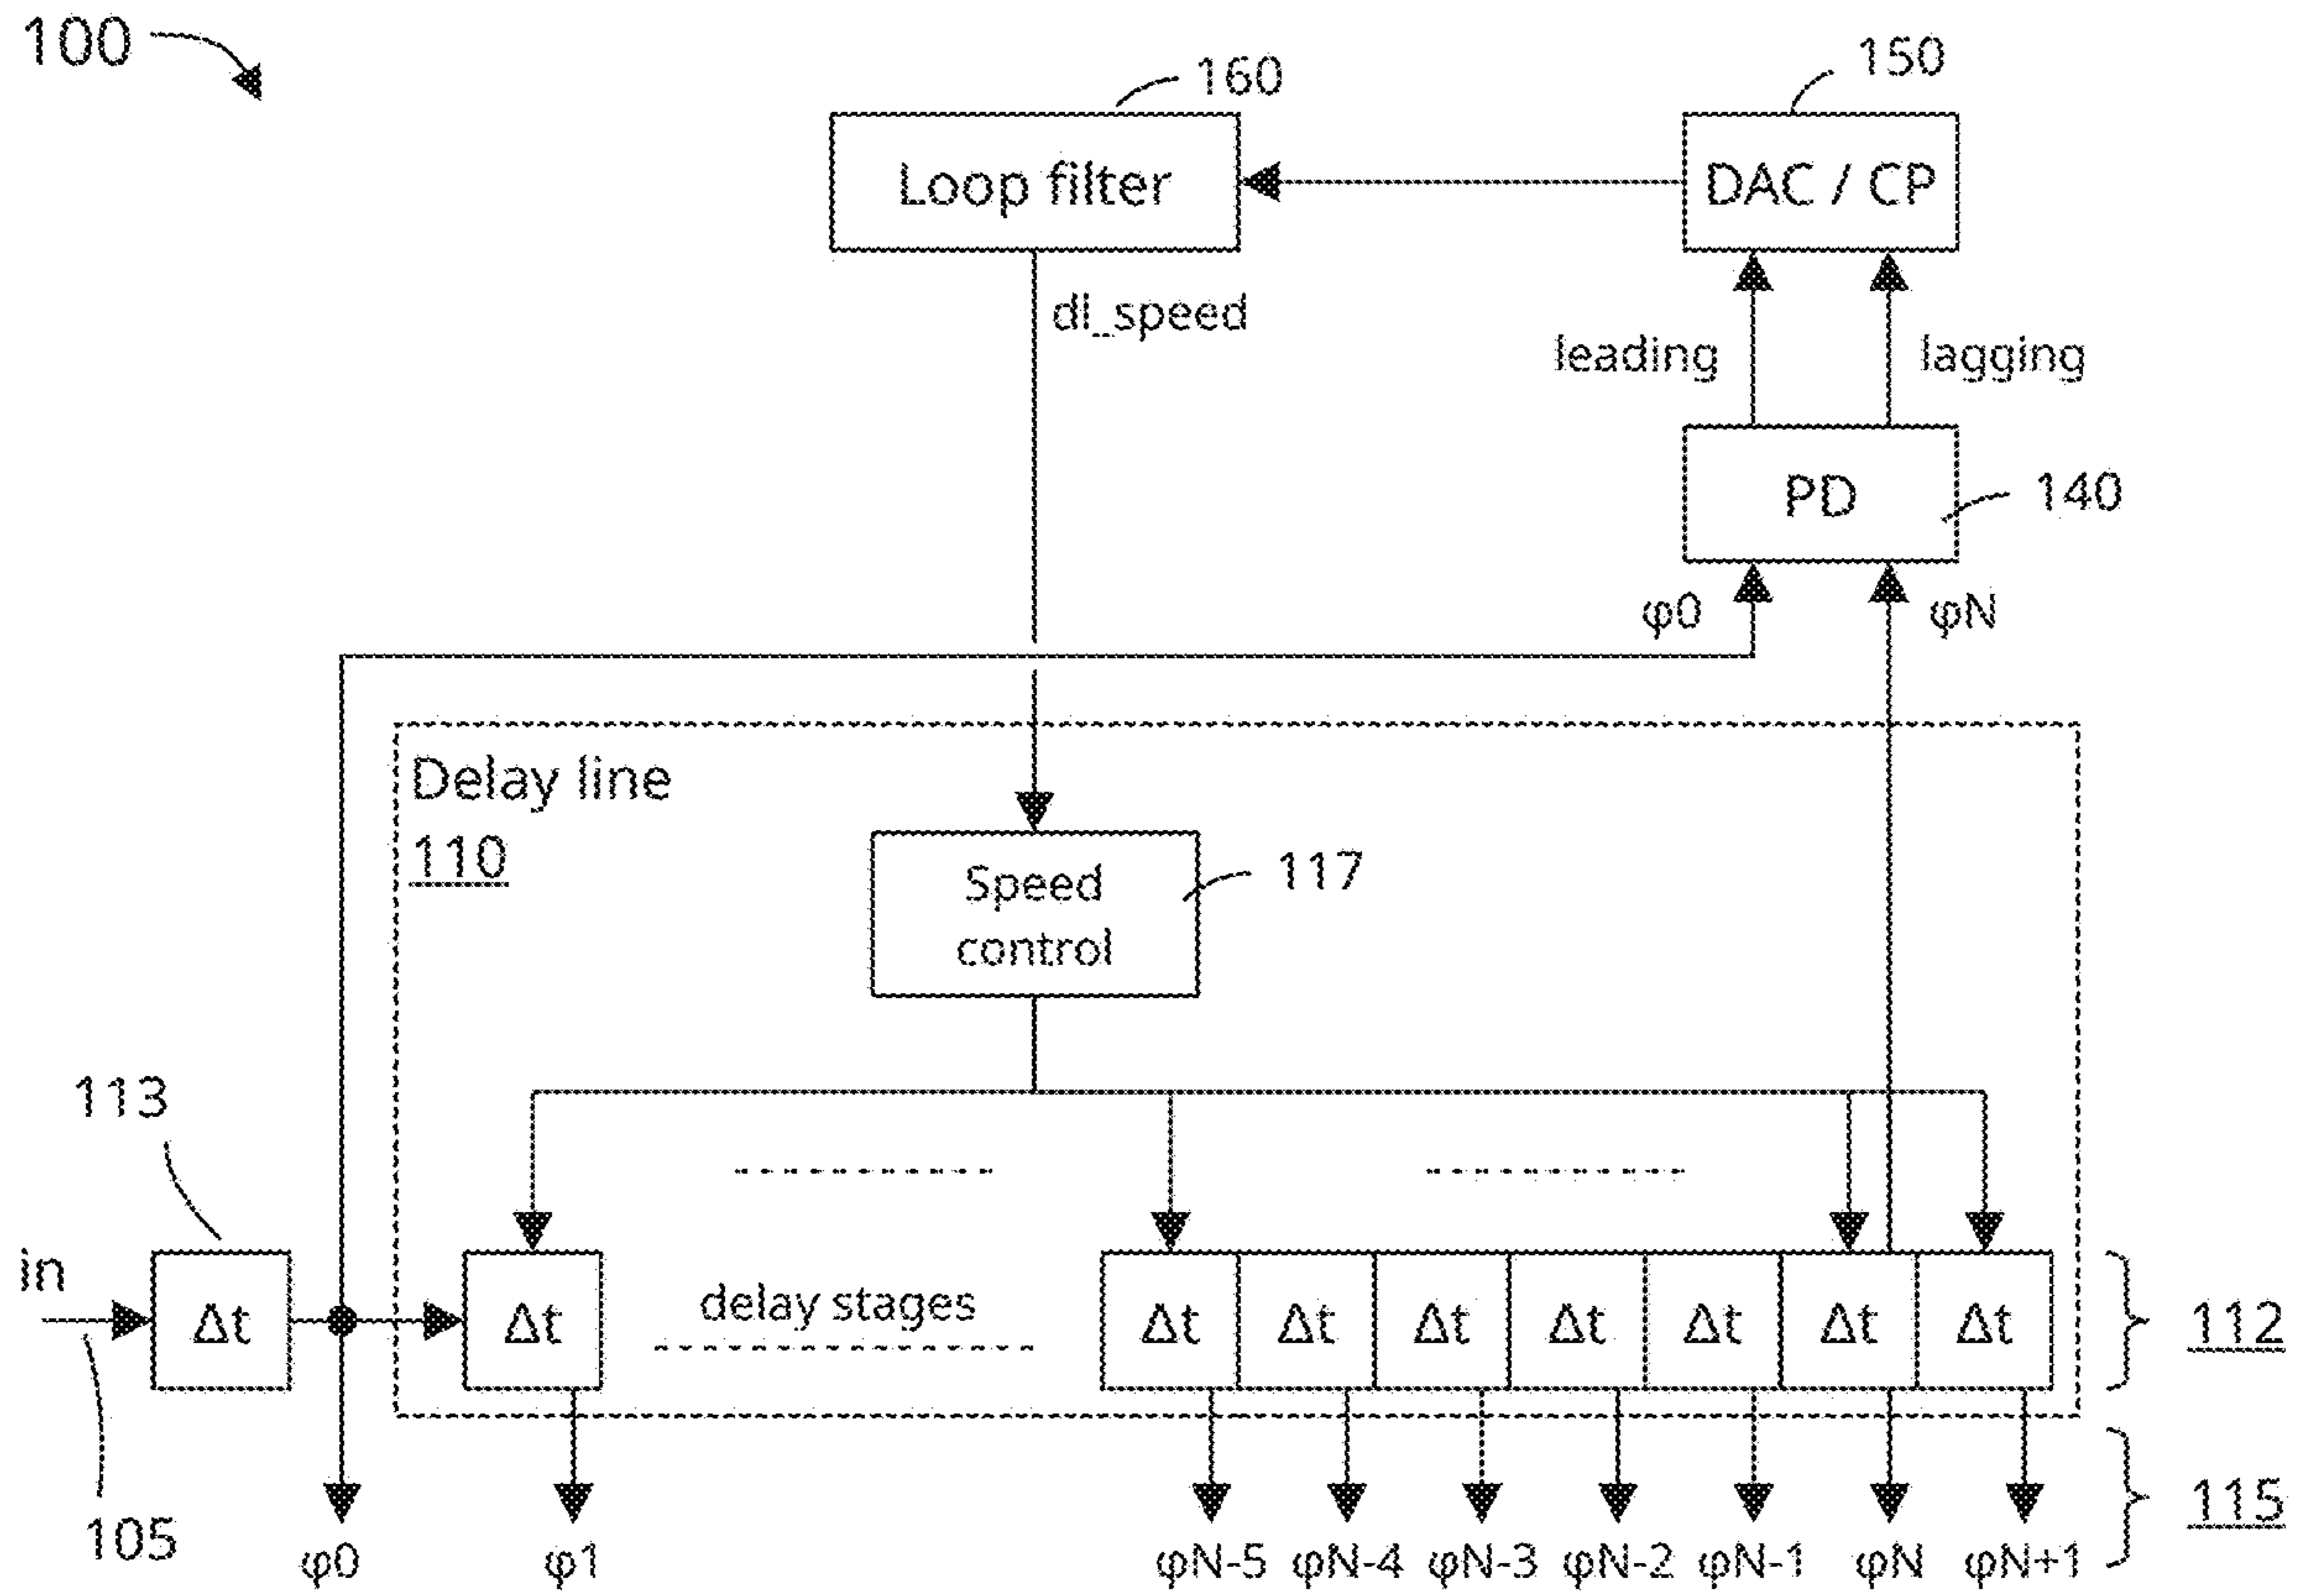 100
160
150
Loop filter
DAC / CP
dl_speed
leading
lagging
PD
140
φ0
φN
Delay line
110
Speed
control
117
113
in
Δt
Δt
delay stages
Δt
Δt
Δt
Δt
Δt
Δt
Δt
112
105
115
φ0
φ1
φN-5
φN-4
φN-3
φN-2
φN-1
φN
φN+1